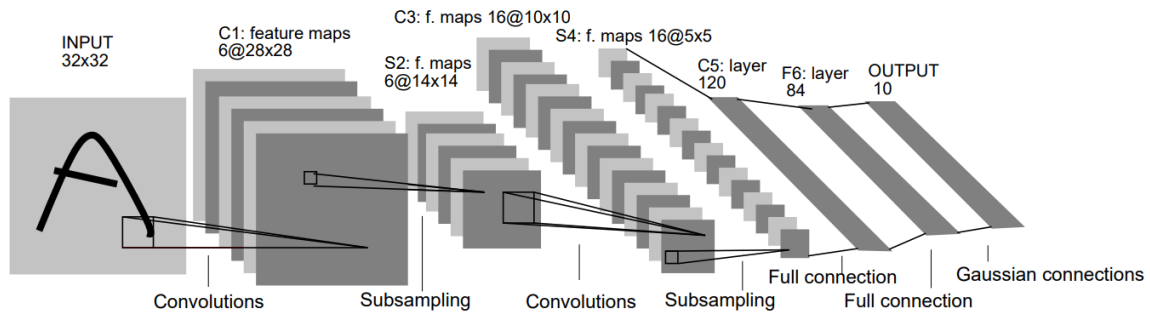 INPUT
32x32
C1: feature maps
6@28x28
S2: f. maps
6@14x14
C3: f. maps 16@10x10
S4: f. maps 16@5x5
C5: layer
120
F6: layer
84
OUTPUT
10
Convolutions
Subsampling
Convolutions
Subsampling
Full connection
Full connection
Gaussian connections